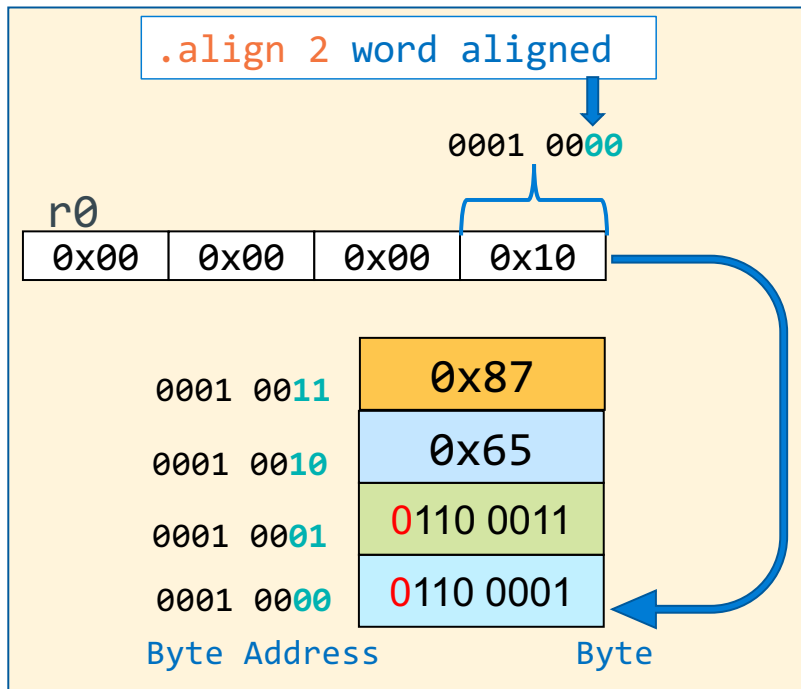 .align 2 word aligned
0001 0000
r0
0x00 0x00 0x00 0x10
0001 0011 0x87
0001 0010 0x65
0001 0001 0110 0011
0001 0000 0110 0001
Byte Address Byte